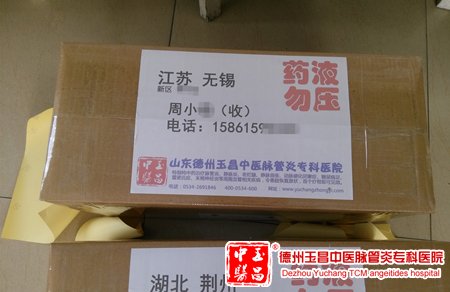 江苏 无锡
新区
药液
勿压
周小 (收)
电话：1586159
山东德州玉昌中医脉管炎专科医院
电话：0534-2691846 400-0534-600
湖北 荆州
玉昌中医
德州玉昌中医脉管炎专科医院
Dezhou Yuchang TCM angeitides hospital